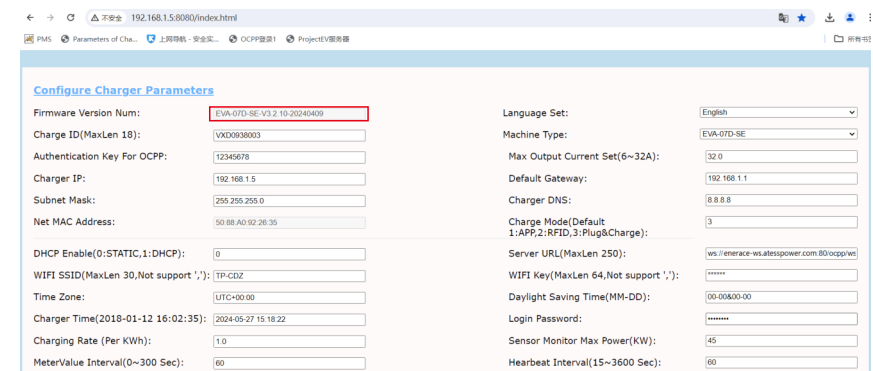 不安全 192.168.1.5:8080/index.html
PMS Parameters of Cha... 上网导航 - 安全实... OCPP登录1 ProjectEV服务器 所有书签
Configure Charger Parameters
Firmware Version Num: EVA-07D-SE-V3.2.10-20240409 Language Set: English
Charge ID(MaxLen 18): VXD0938003 Machine Type: EVA-07D-SE
Authentication Key For OCPP: 12345678 Max Output Current Set(6~32A): 32.0
Charger IP: 192.168.1.5 Default Gateway: 192.168.1.1
Subnet Mask: 255.255.255.0 Charger DNS: 8.8.8.8
Net MAC Address: 50:88:A0:92:26:35 Charge Mode(Default
1:APP,2:RFID,3:Plug&Charge): 3
DHCP Enable(0:STATIC,1:DHCP): 0 Server URL(MaxLen 250): ws://enerace-ws.atesspower.com:80/ocpp/ws
WIFI SSID(MaxLen 30,Not support ','): TP-CDZ WIFI Key(MaxLen 64,Not support ','): ******
Time Zone: UTC+00:00 Daylight Saving Time(MM-DD): 00-00&00-00
Charger Time(2018-01-12 16:02:35): 2024-05-27 15:18:22 Login Password: ••••••••
Charging Rate (Per KWh): 1.0 Sensor Monitor Max Power(KW): 45
MeterValue Interval(0~300 Sec): 60 Hearbeat Interval(15~3600 Sec): 60